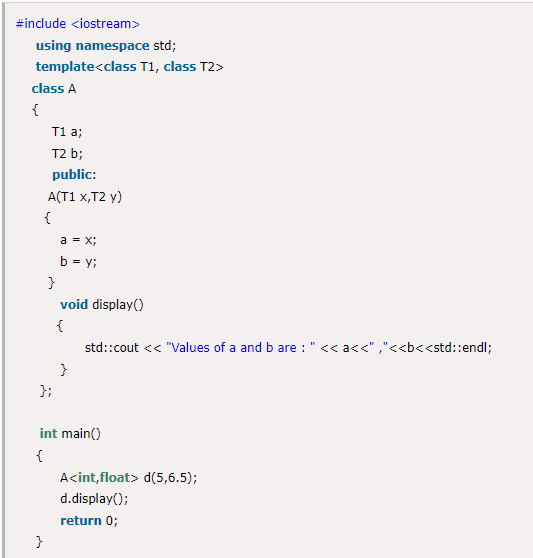 #include <iostream>
using namespace std;
template<class T1, class T2>
class A
{
T1 a;
T2 b;
public:
A(T1 x,T2 y)
{
a = x;
b = y;
}
void display()
{
std::cout << "Values of a and b are : " << a<<" ,"<<b<<std::endl;
}
};
int main()
{
A<int,float> d(5,6.5);
d.display();
return 0;
}